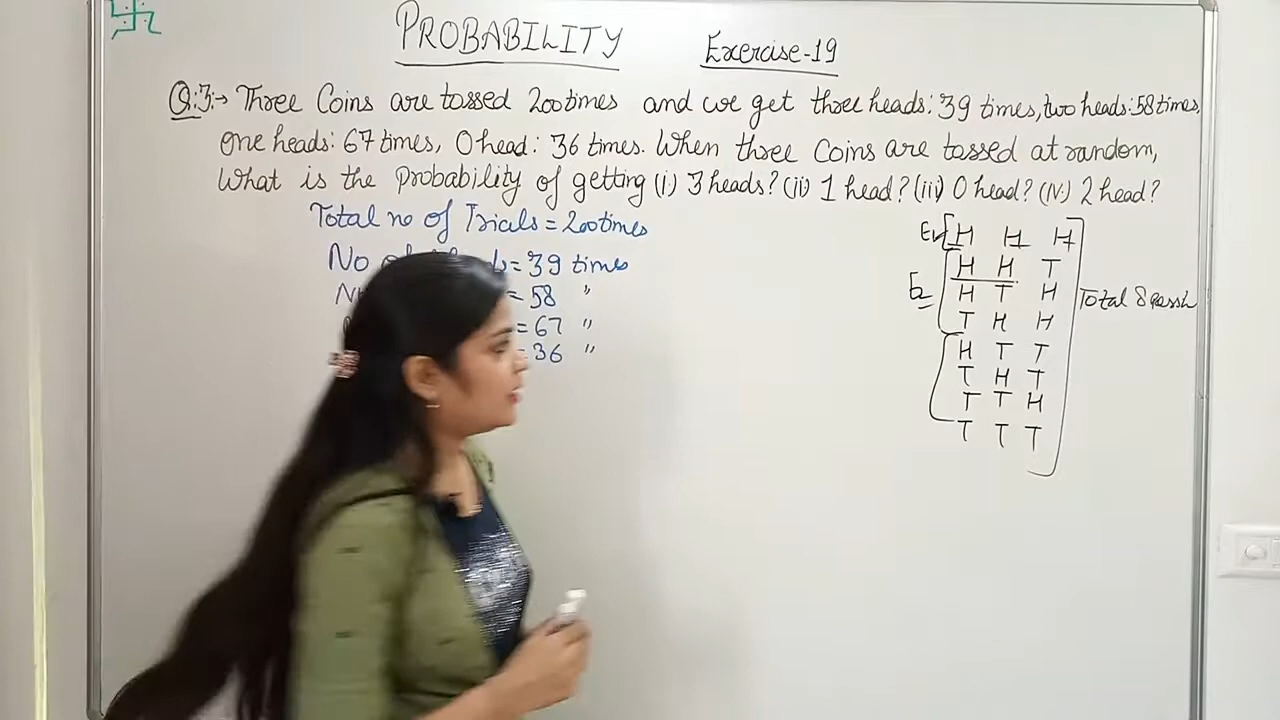 PROBABILITY Exercise-19
Q:3:→ Three Coins are tossed 200times and we get three heads: 39 times, two heads: 58 times,
One heads: 67 times, 0 head: 36 times. When three Coins are tossed at random,
What is the Probability of getting (i) 3 heads? (ii) 1 head? (iii) 0 head? (iv) 2 head?
Total no of Trials = 200times
No = 39 times
= 58 "
= 67 "
36 "
E1 H H H
H H T
E2 H T H Total 8
T H H
H T T
T H T
T T H
T T T